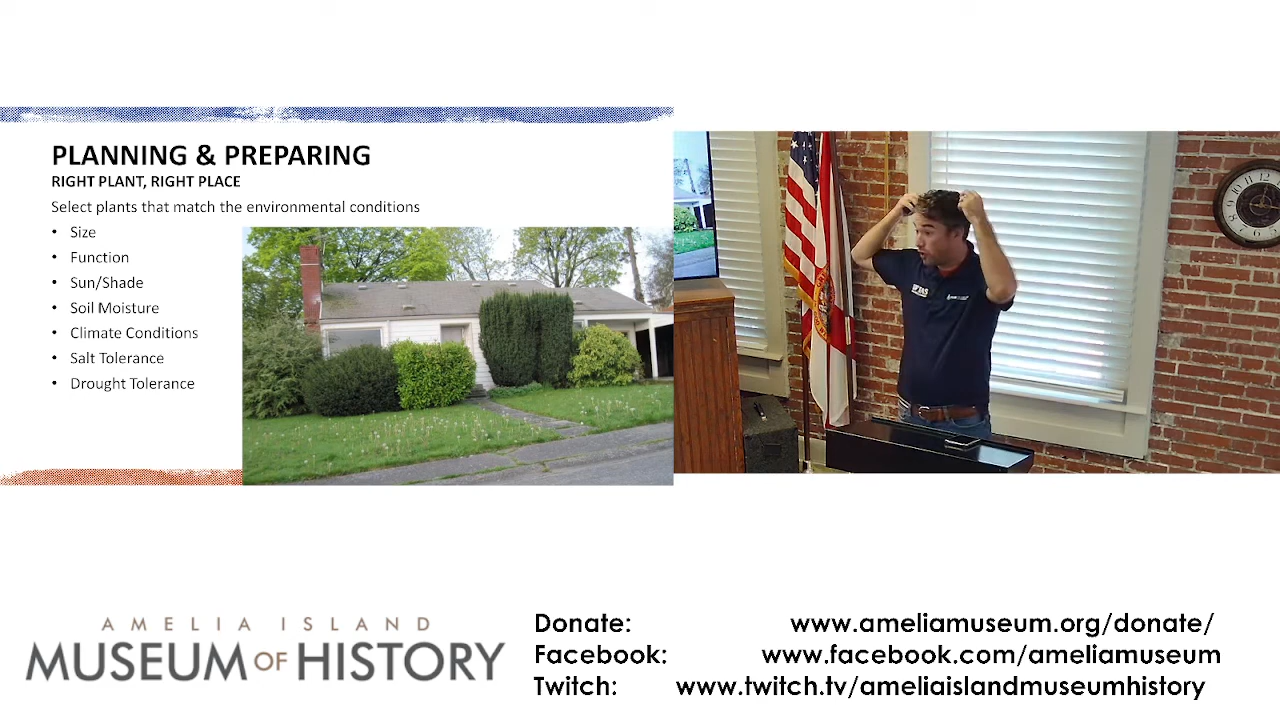 PLANNING & PREPARING
RIGHT PLANT, RIGHT PLACE
Select plants that match the environmental conditions
• Size
• Function
• Sun/Shade
• Soil Moisture
• Climate Conditions
• Salt Tolerance
• Drought Tolerance
AMELIA ISLAND
MUSEUM OF HISTORY
Donate: www.ameliamuseum.org/donate/
Facebook: www.facebook.com/ameliamuseum
Twitch: www.twitch.tv/ameliaislandmuseumhistory